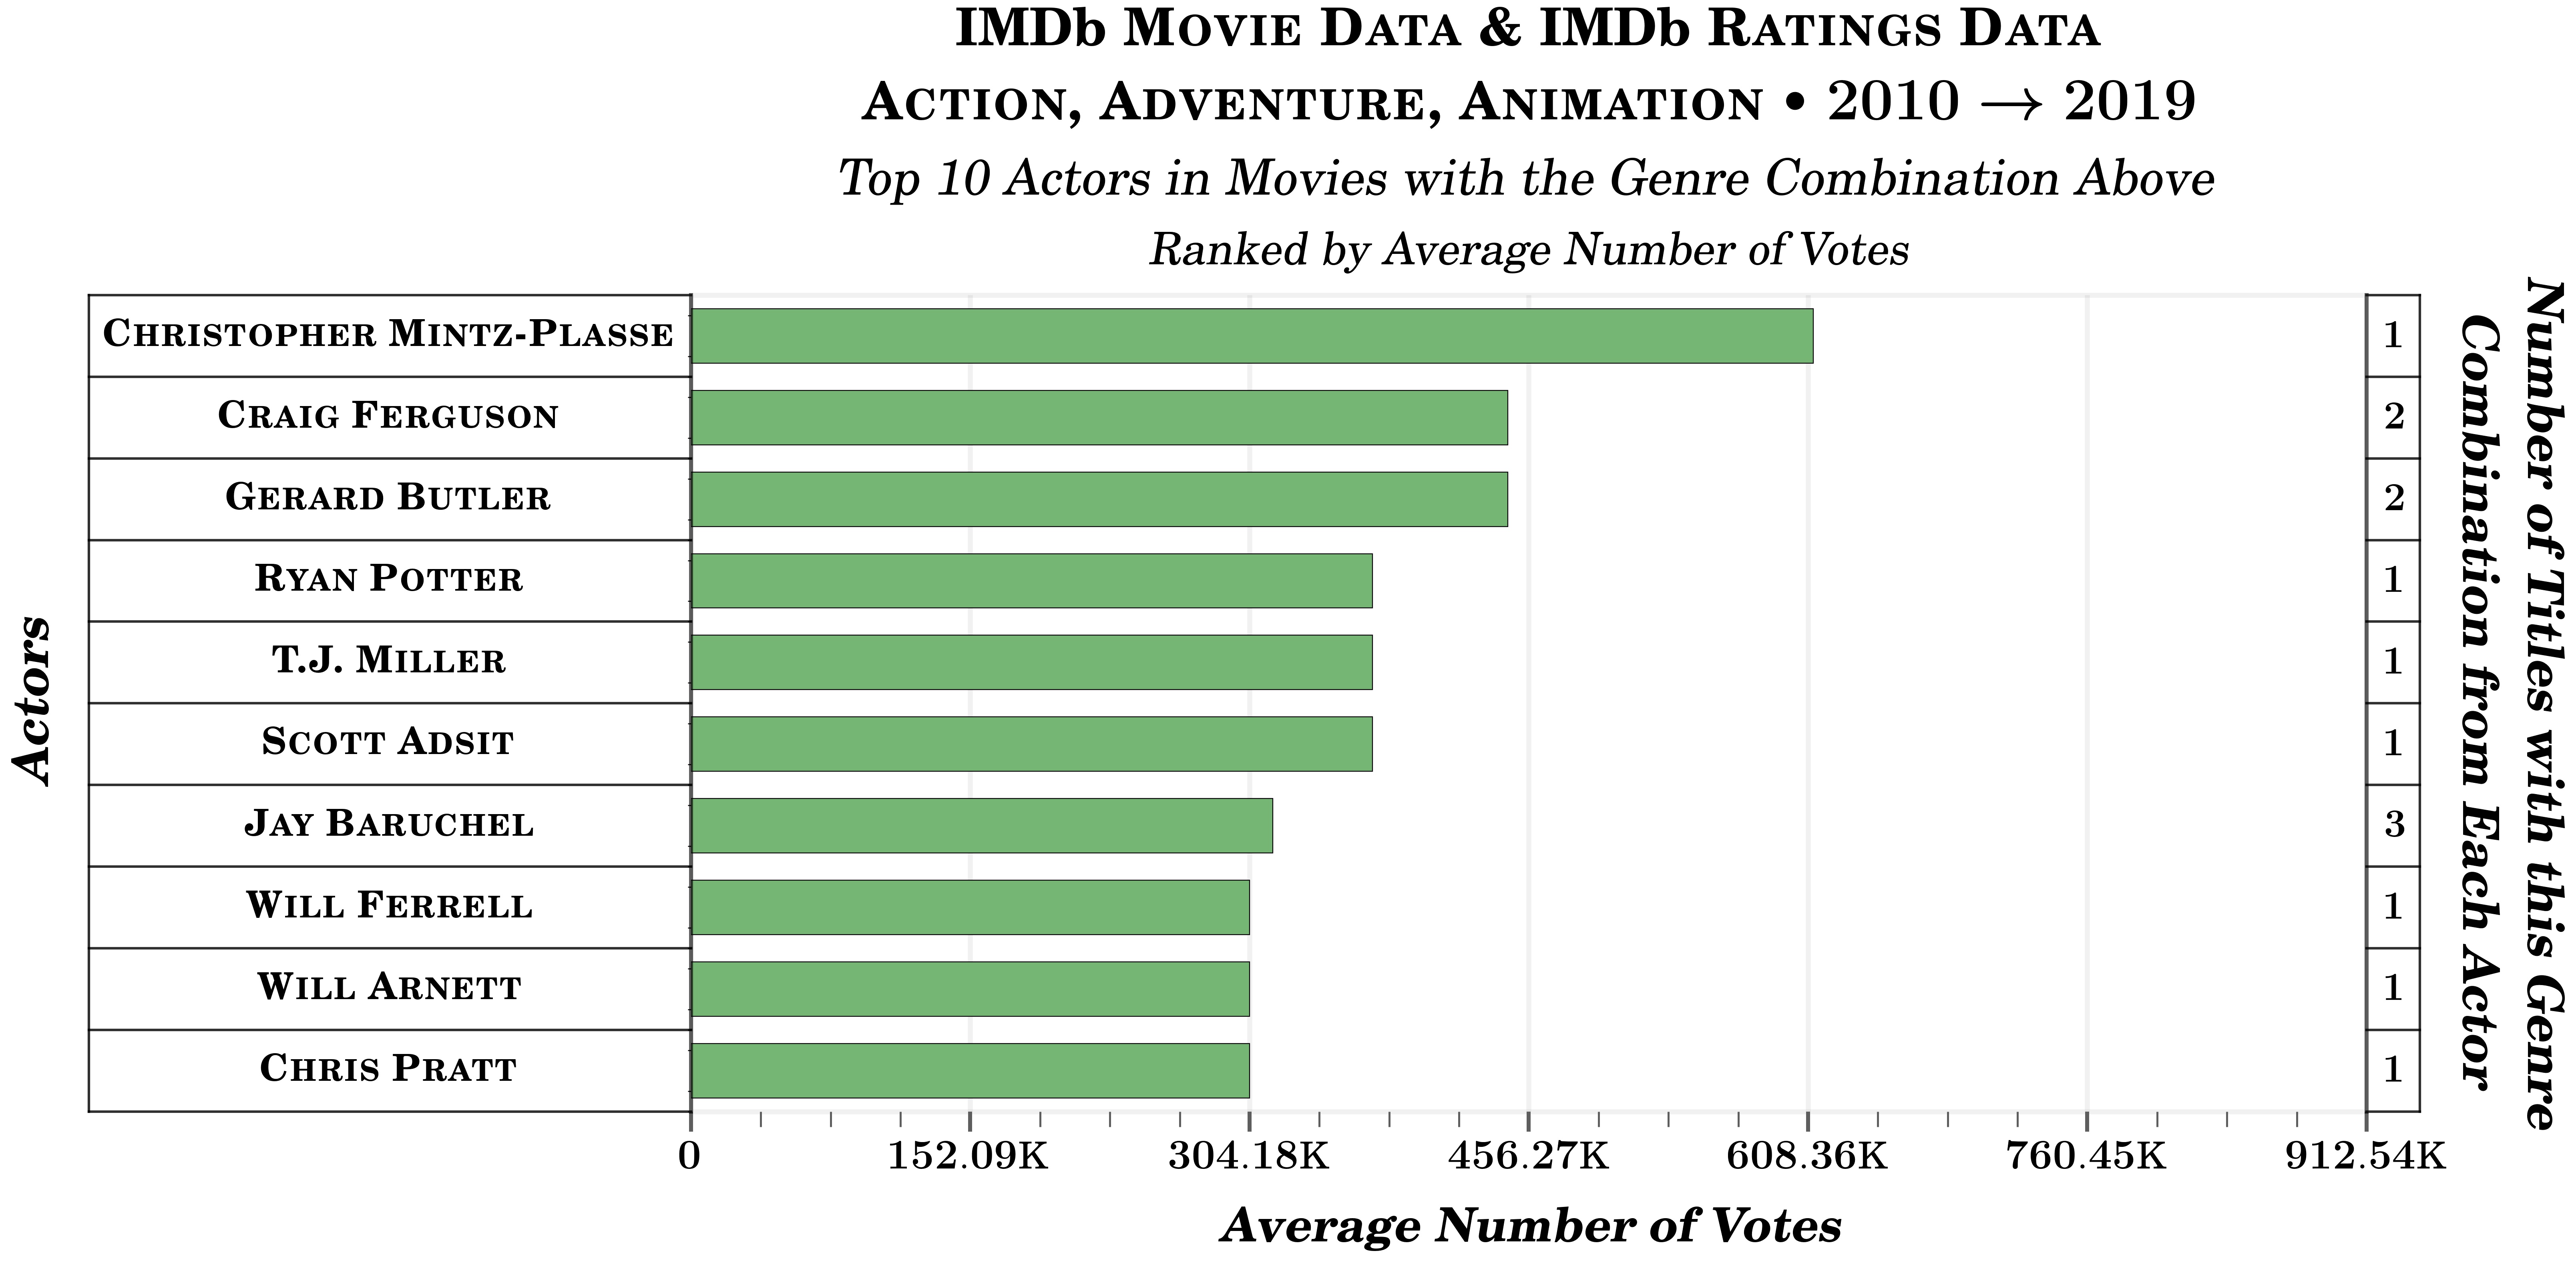 IMDb Movie Data & IMDb Ratings Data
Action, Adventure, Animation • 2010 → 2019
Top 10 Actors in Movies with the Genre Combination Above
Ranked by Average Number of Votes
Actors
Christopher Mintz-Plasse 1
Craig Ferguson 2
Gerard Butler 2
Ryan Potter 1
T.J. Miller 1
Scott Adsit 1
Jay Baruchel 3
Will Ferrell 1
Will Arnett 1
Chris Pratt 1
0 152.09K 304.18K 456.27K 608.36K 760.45K 912.54K
Average Number of Votes
Number of Titles with this Genre
Combination from Each Actor